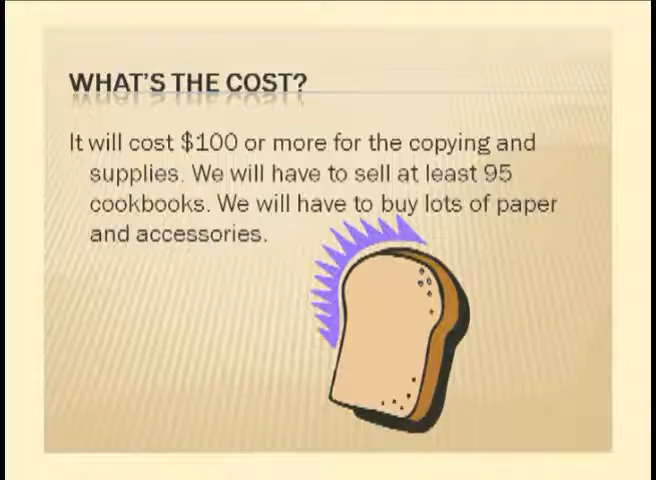 WHAT'S THE COST?
It will cost $100 or more for the copying and
supplies. We will have to sell at least 95
cookbooks. We will have to buy lots of paper
and accessories.